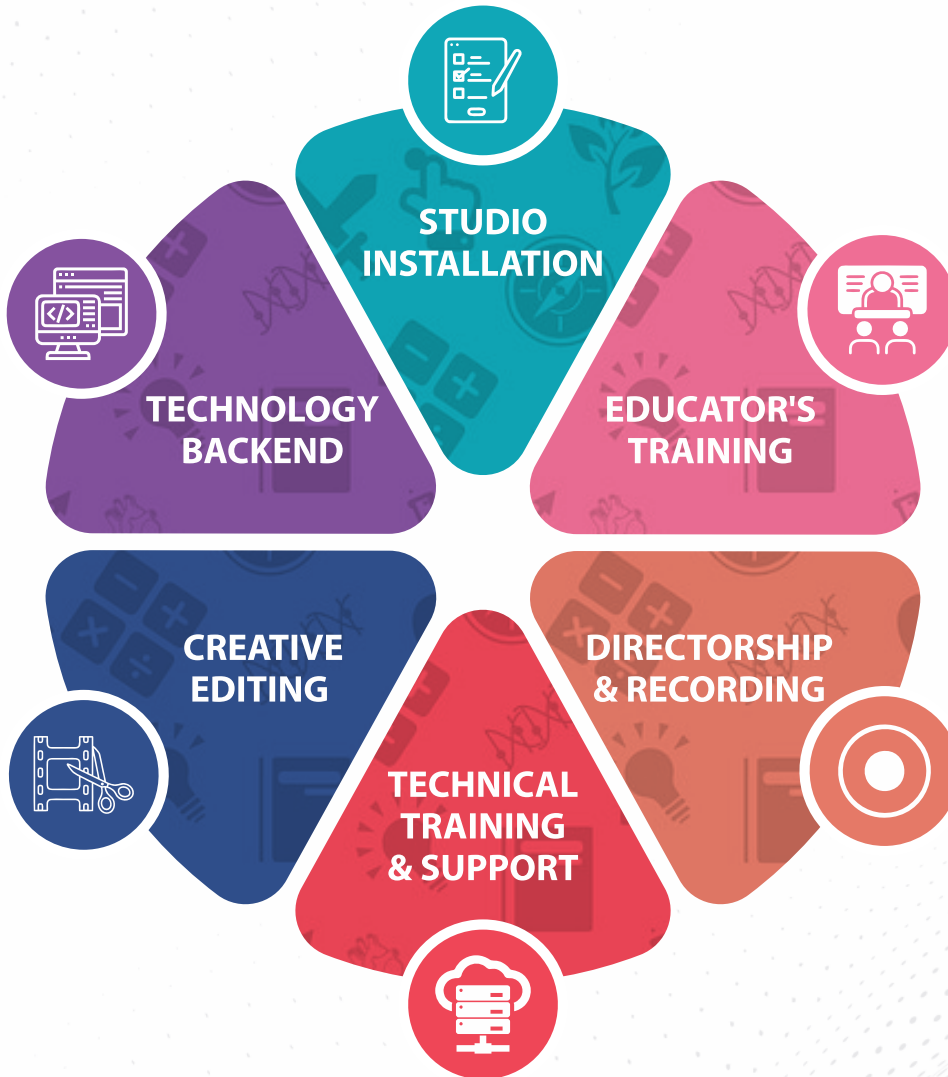 STUDIO
INSTALLATION
EDUCATOR'S
TRAINING
DIRECTORSHIP
& RECORDING
TECHNICAL
TRAINING
& SUPPORT
CREATIVE
EDITING
TECHNOLOGY
BACKEND